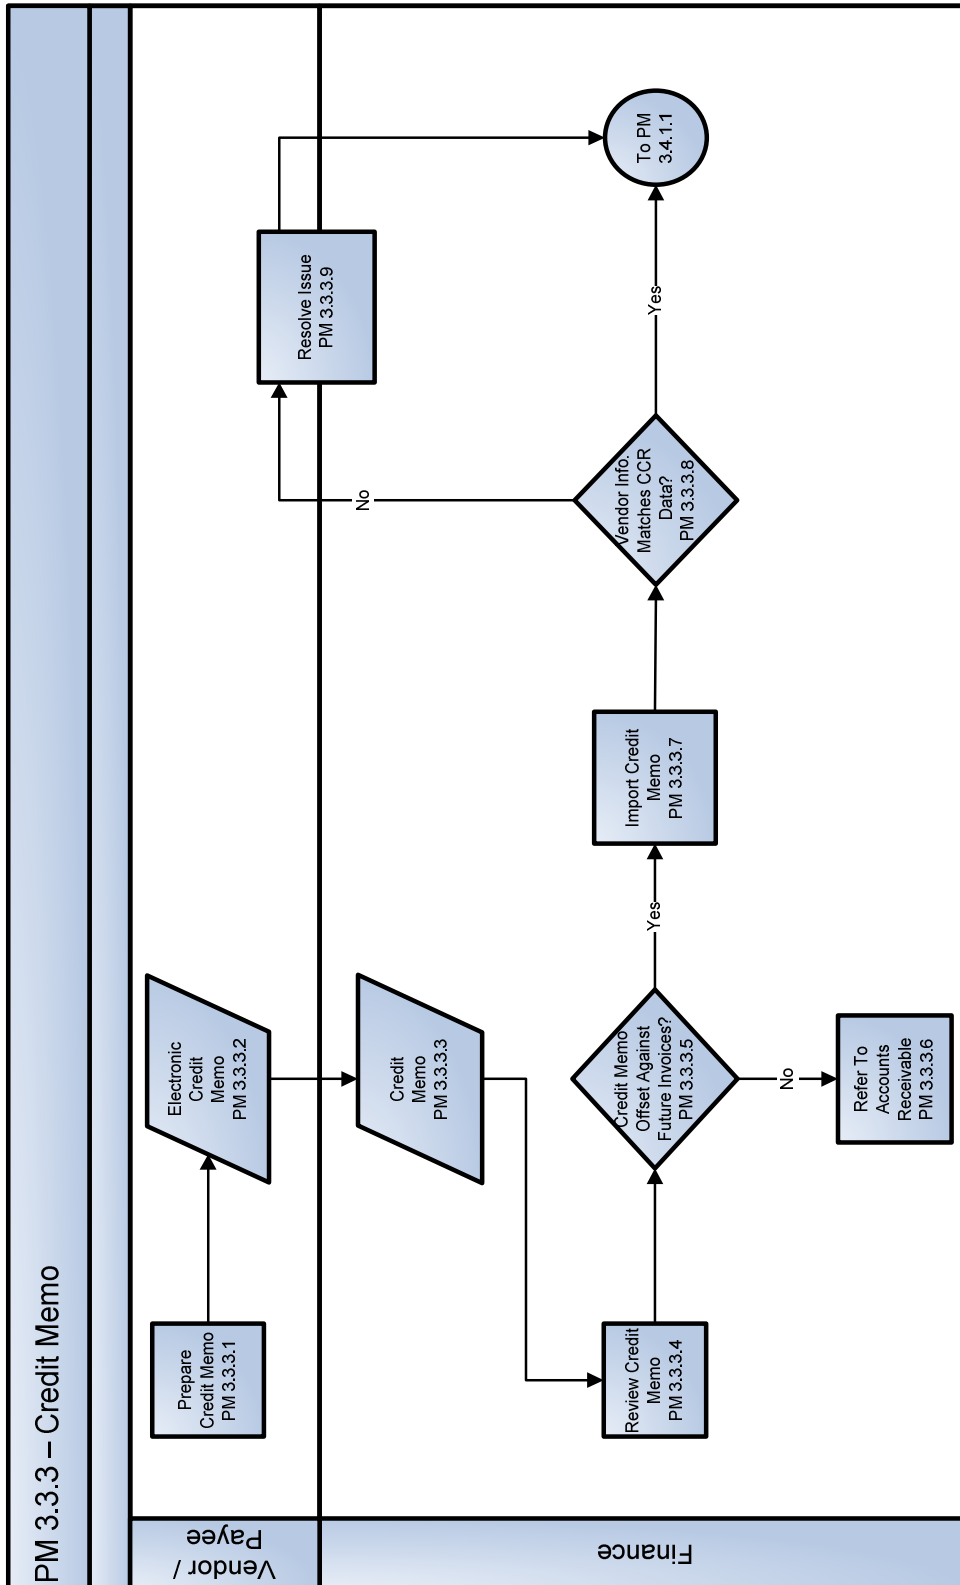 PM 3.3.3 – Credit Memo
Vendor /
Payee
Finance
Prepare
Credit Memo
PM 3.3.3.1
Electronic
Credit
Memo
PM 3.3.3.2
Credit
Memo
PM 3.3.3.3
Review Credit
Memo
PM 3.3.3.4
Credit Memo
Offset Against
Future Invoices?
PM 3.3.3.5
No
Refer To
Accounts
Receivable
PM 3.3.3.6
Yes
Import Credit
Memo
PM 3.3.3.7
Vendor Info.
Matches CCR
Data?
PM 3.3.3.8
No
Resolve Issue
PM 3.3.3.9
Yes
To PM
3.4.1.1